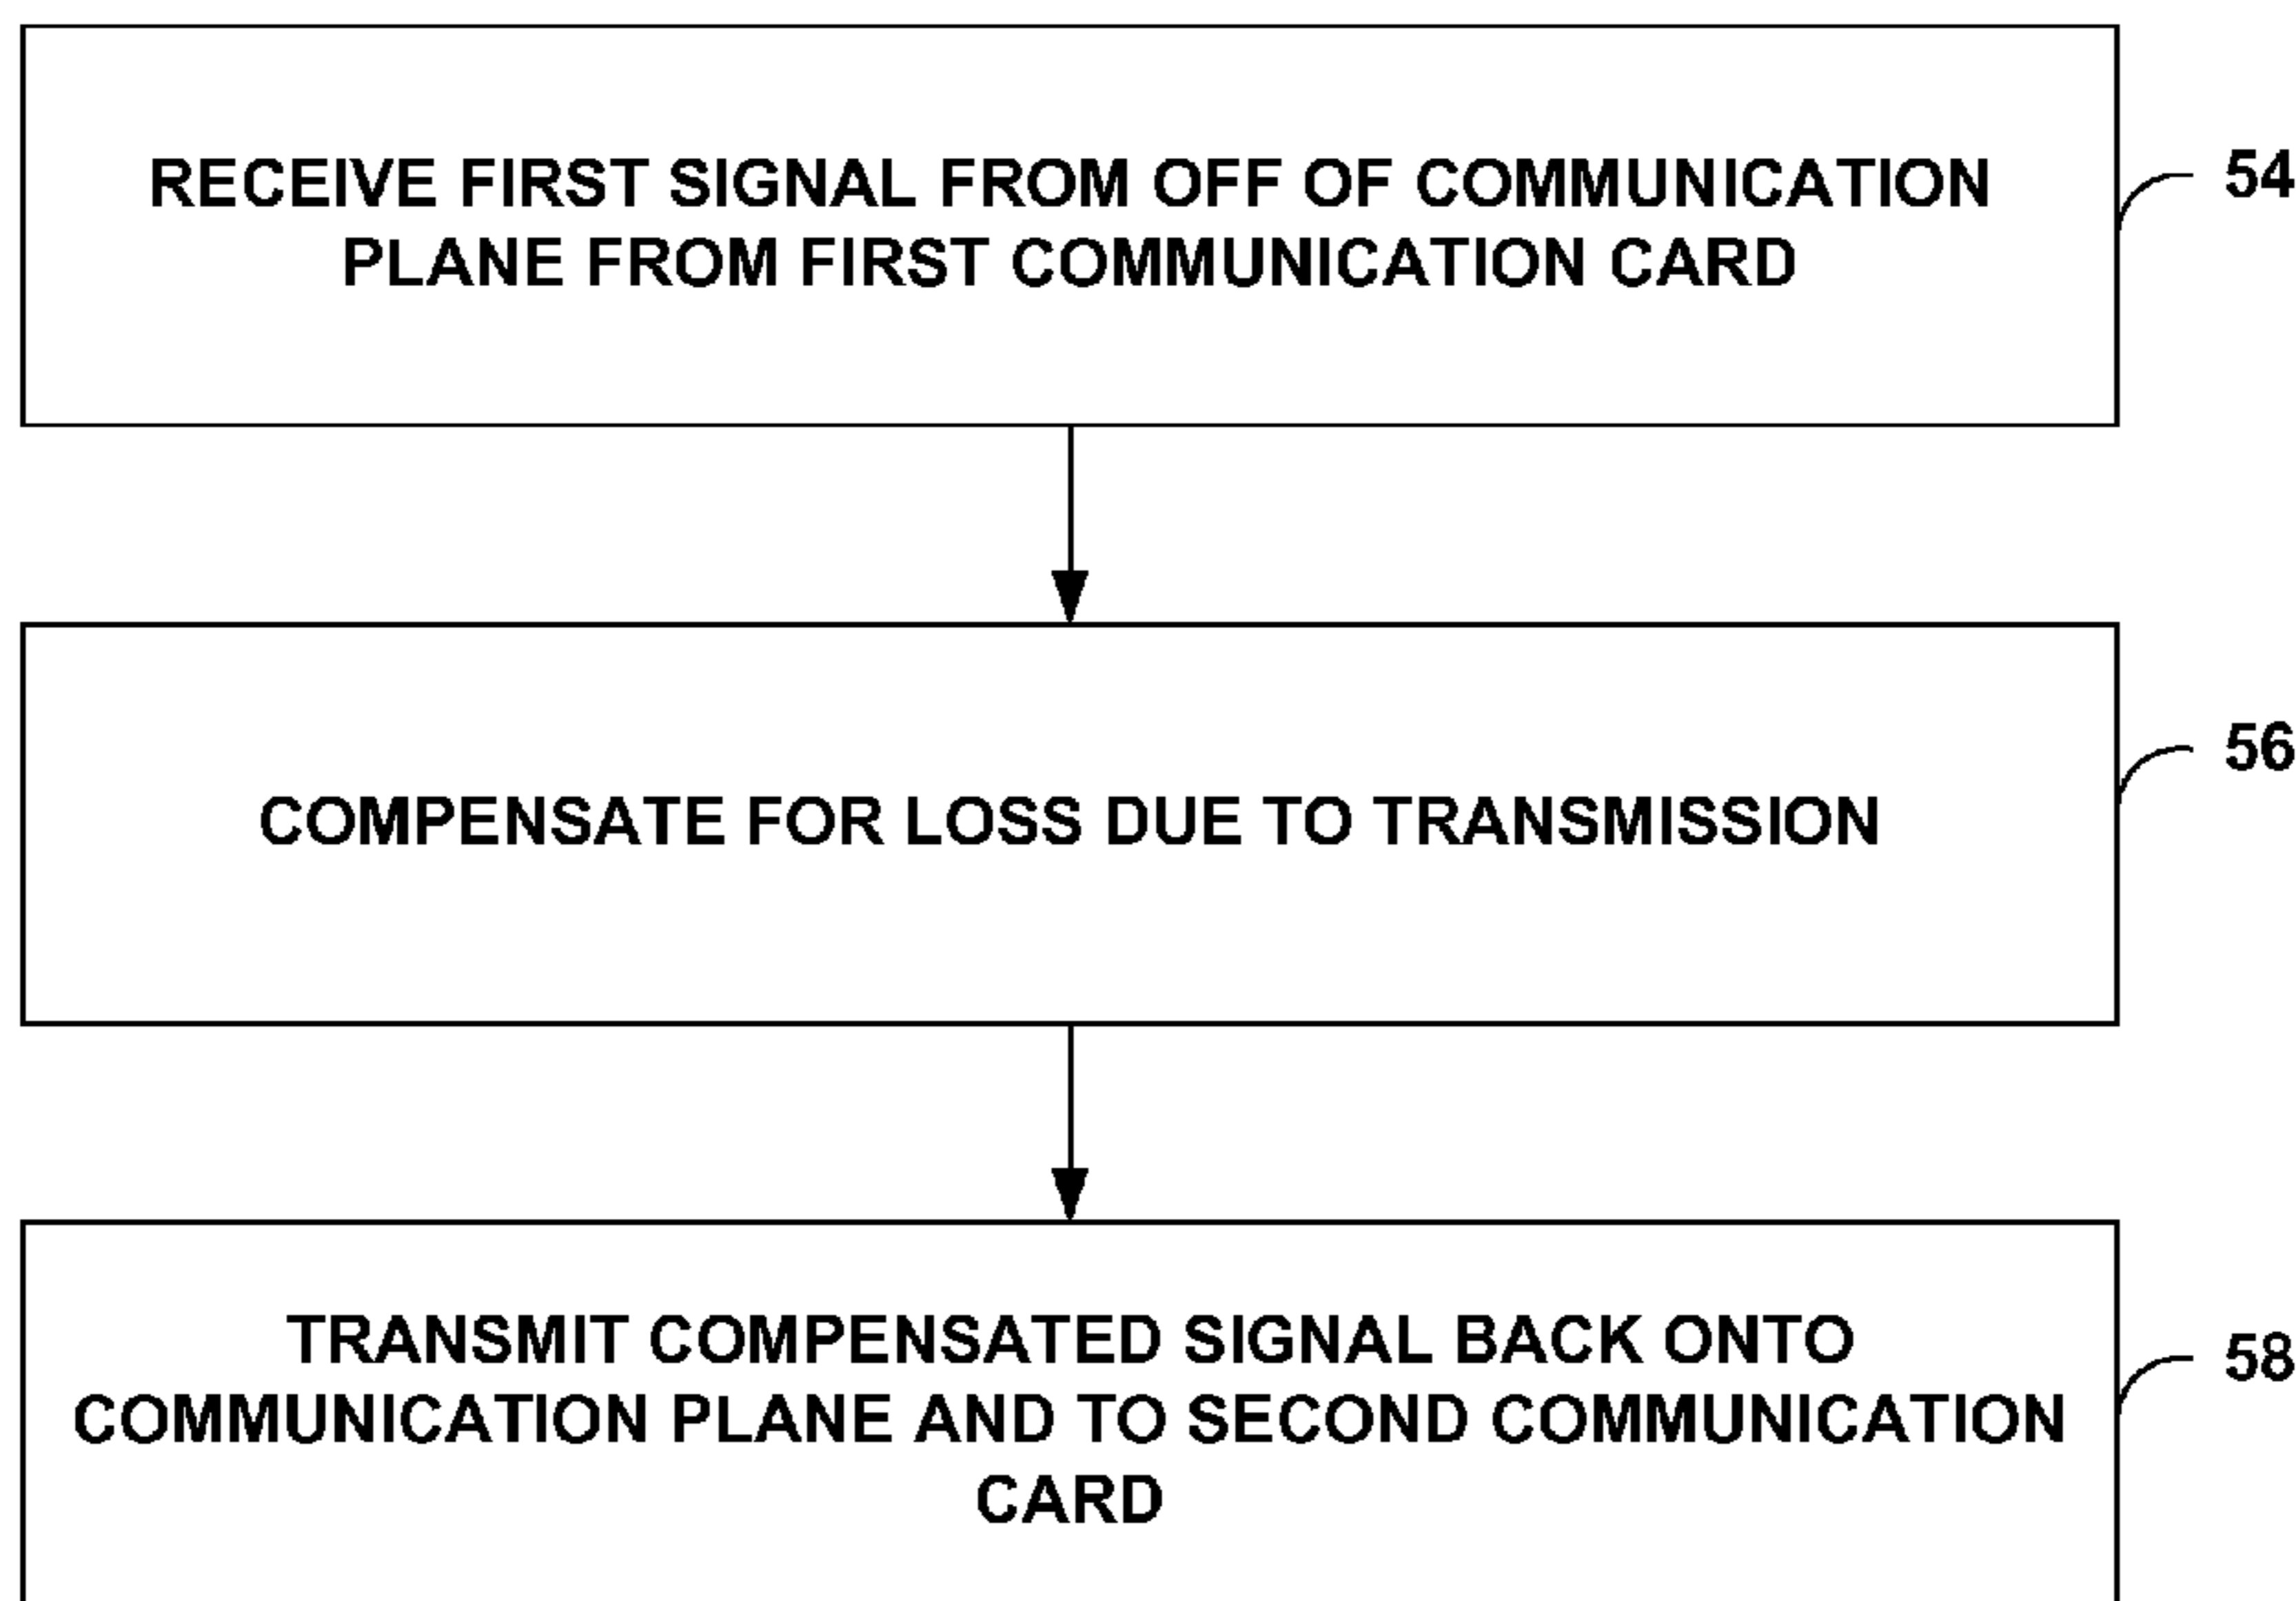 RECEIVE FIRST SIGNAL FROM OFF OF COMMUNICATION
PLANE FROM FIRST COMMUNICATION CARD
54
COMPENSATE FOR LOSS DUE TO TRANSMISSION
56
TRANSMIT COMPENSATED SIGNAL BACK ONTO
COMMUNICATION PLANE AND TO SECOND COMMUNICATION
CARD
58